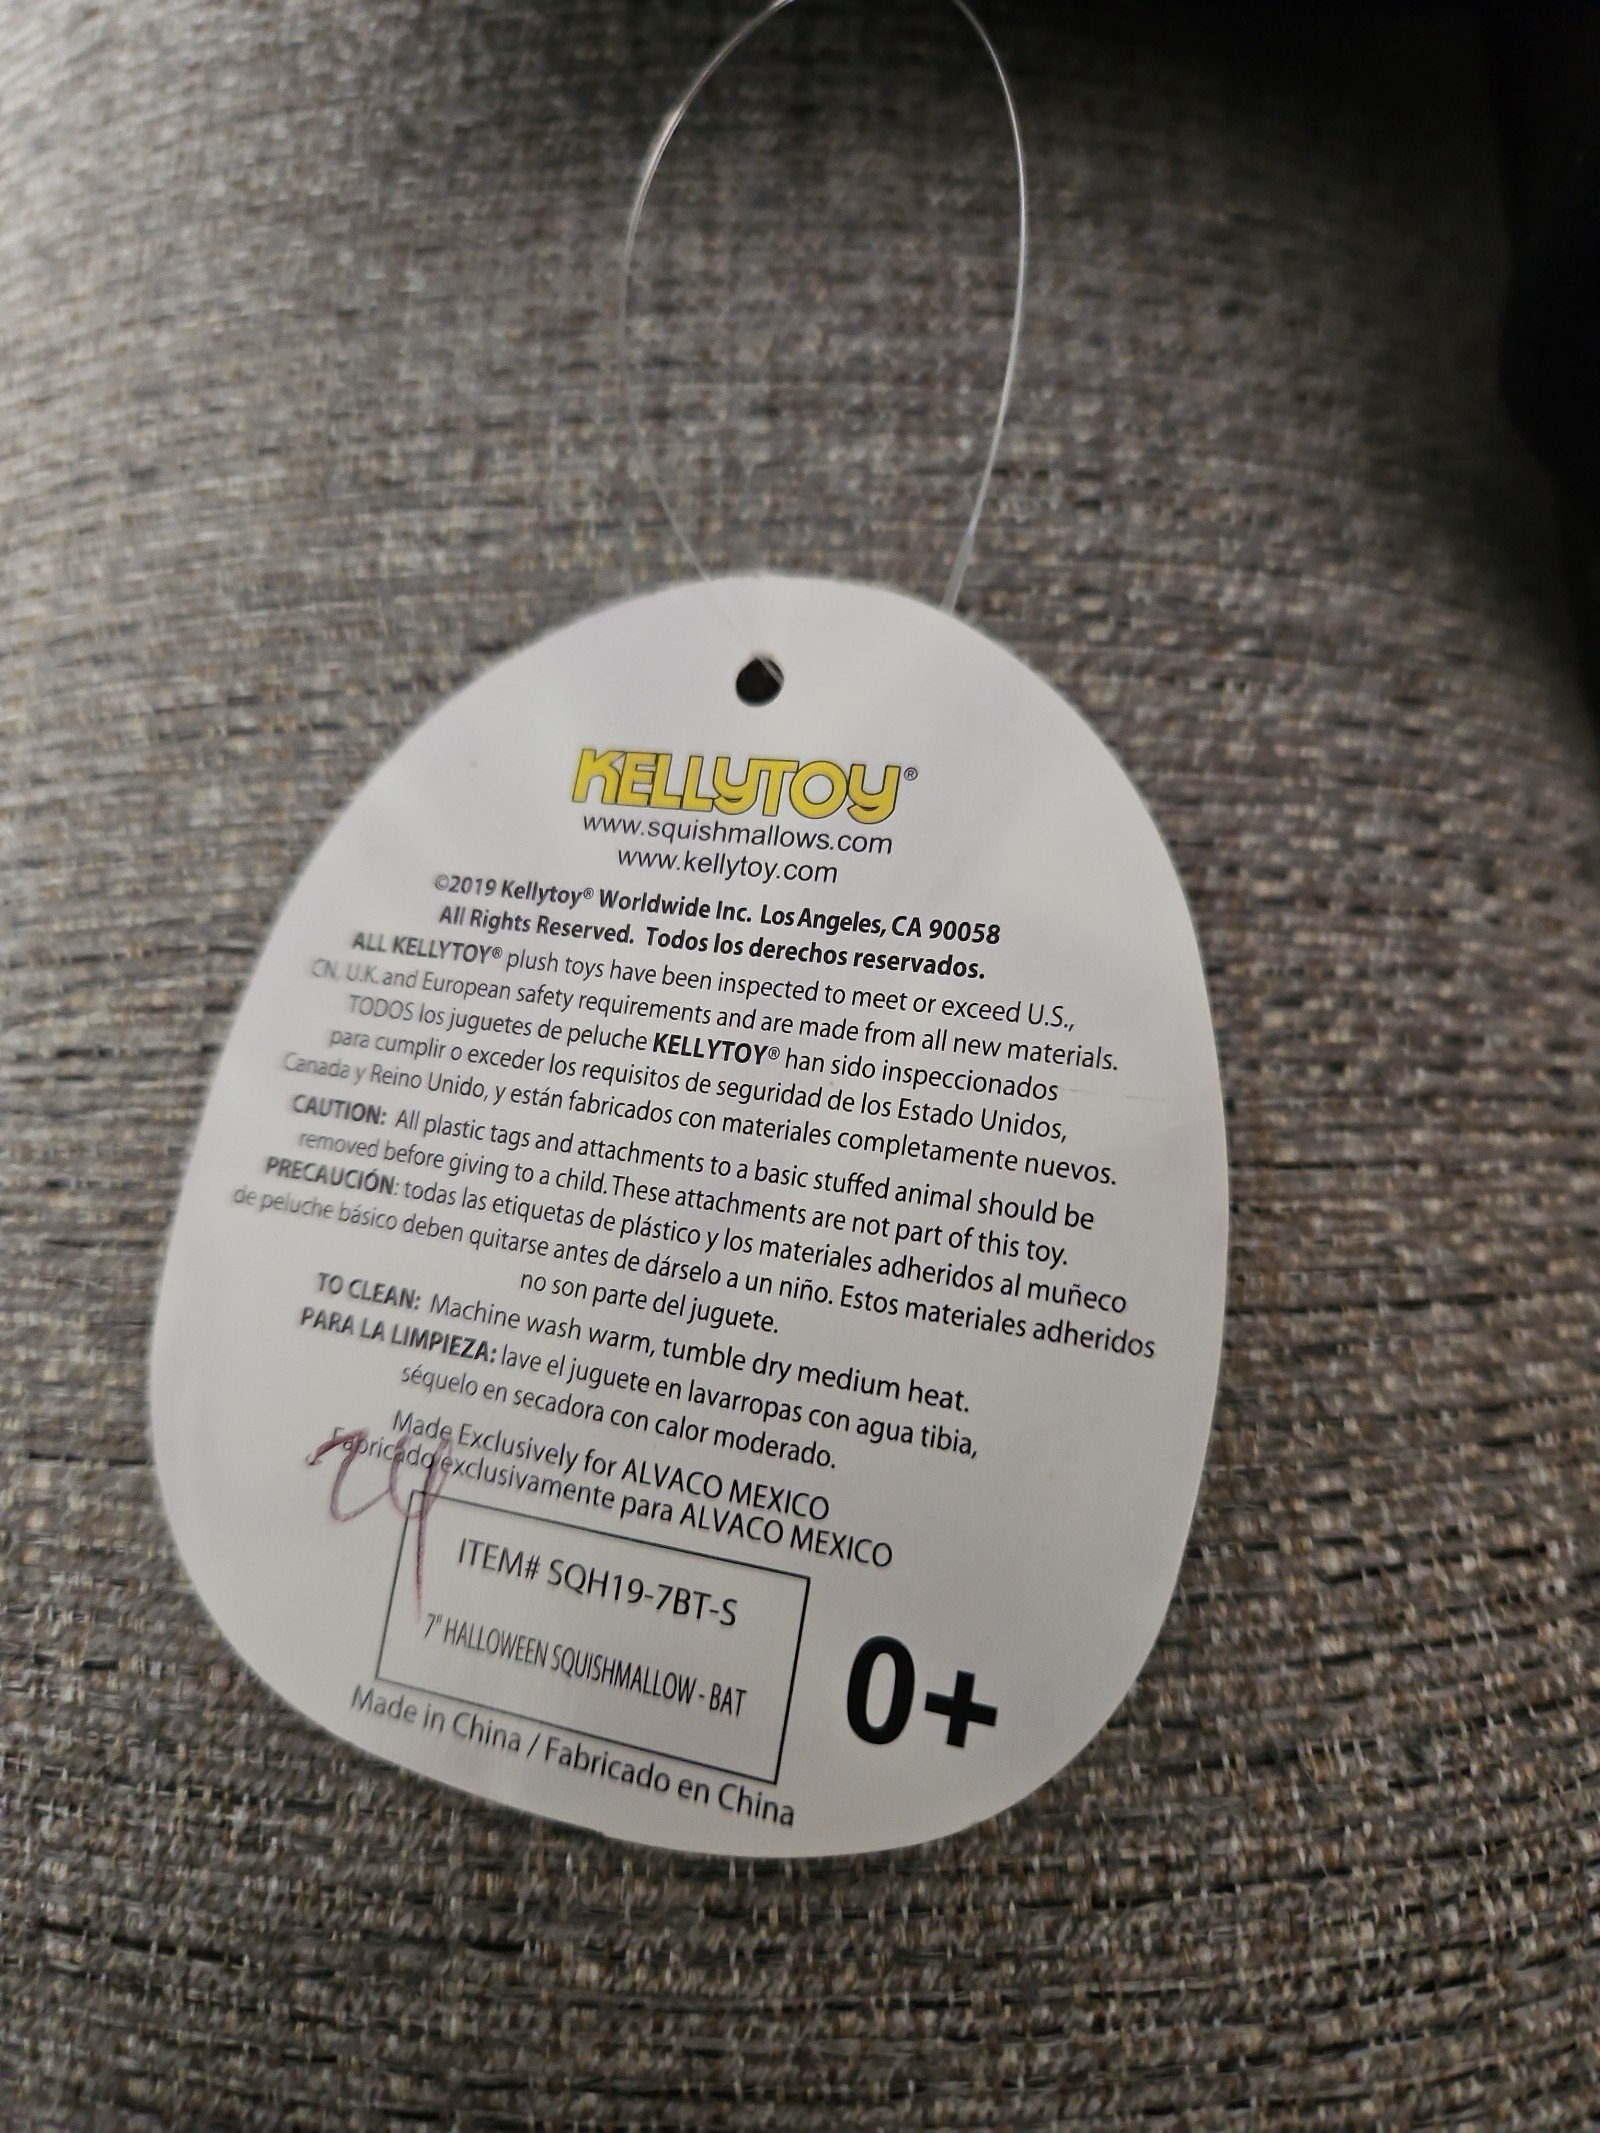 KELLYTOY®
www.squishmallows.com
www.kellytoy.com
©2019 Kellytoy® Worldwide Inc. Los Angeles, CA 90058
All Rights Reserved. Todos los derechos reservados.
ALL KELLYTOY® plush toys have been inspected to meet or exceed U.S.,
CN, U.K. and European safety requirements and are made from all new materials.
TODOS los juguetes de peluche KELLYTOY® han sido inspeccionados
para cumplir o exceder los requisitos de seguridad de los Estado Unidos,
Canada y Reino Unido, y están fabricados con materiales completamente nuevos.
CAUTION: All plastic tags and attachments to a basic stuffed animal should be
removed before giving to a child. These attachments are not part of this toy.
PRECAUCIÓN: todas las etiquetas de plástico y los materiales adheridos al muñeco
de peluche básico deben quitarse antes de dárselo a un niño. Estos materiales adheridos
no son parte del juguete.
TO CLEAN: Machine wash warm, tumble dry medium heat.
PARA LA LIMPIEZA: lave el juguete en lavarropas con agua tibia,
séquelo en secadora con calor moderado.
Made Exclusively for ALVACO MEXICO
Fabricado exclusivamente para ALVACO MEXICO
ITEM# SQH19-7BT-S
7" HALLOWEEN SQUISHMALLOW - BAT
0+
Made in China / Fabricado en China